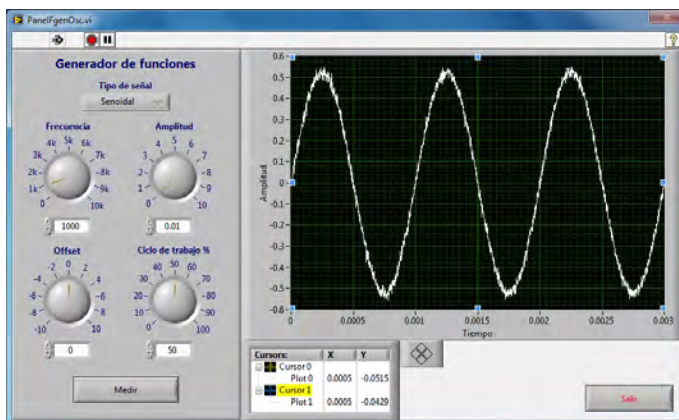 PanelFgenOsc.vi
Generador de funciones
Tipo de señal
Senoidal
Frecuencia
Amplitud
0
1k
2k
3k
4k
5k
6k
7k
8k
9k
10k
0
1
2
3
4
5
6
7
8
9
10
1000
0.01
Offset
Ciclo de trabajo %
-10
-8
-6
-4
-2
0
2
4
6
8
10
0
10
20
30
40
50
60
70
80
90
100
0
50
Medir
Amplitud
0.6
0.5
0.4
0.3
0.2
0.1
0
-0.1
-0.2
-0.3
-0.4
-0.5
-0.6
0
0.0005
0.001
0.0015
0.002
0.0025
0.003
Tiempo
Cursors: X Y
Cursor 0
Plot 0 0.0005 -0.0515
Cursor 1
Plot 1 0.0005 -0.0429
Salir